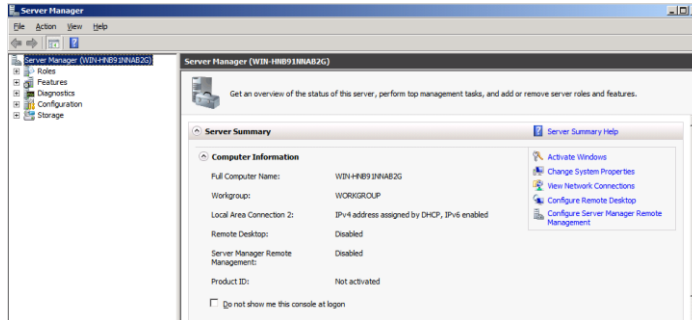 Server Manager
File Action View Help
Server Manager (WIN-HNB91NNAB2G)
Roles
Features
Diagnostics
Configuration
Storage
Server Manager (WIN-HNB91NNAB2G)
Get an overview of the status of this server, perform top management tasks, and add or remove server roles and features.
Server Summary
Server Summary Help
Computer Information
Full Computer Name: WIN-HNB91NNAB2G
Workgroup: WORKGROUP
Local Area Connection 2: IPv4 address assigned by DHCP, IPv6 enabled
Remote Desktop: Disabled
Server Manager Remote Management: Disabled
Product ID: Not activated
Do not show me this console at logon
Activate Windows
Change System Properties
View Network Connections
Configure Remote Desktop
Configure Server Manager Remote
Management